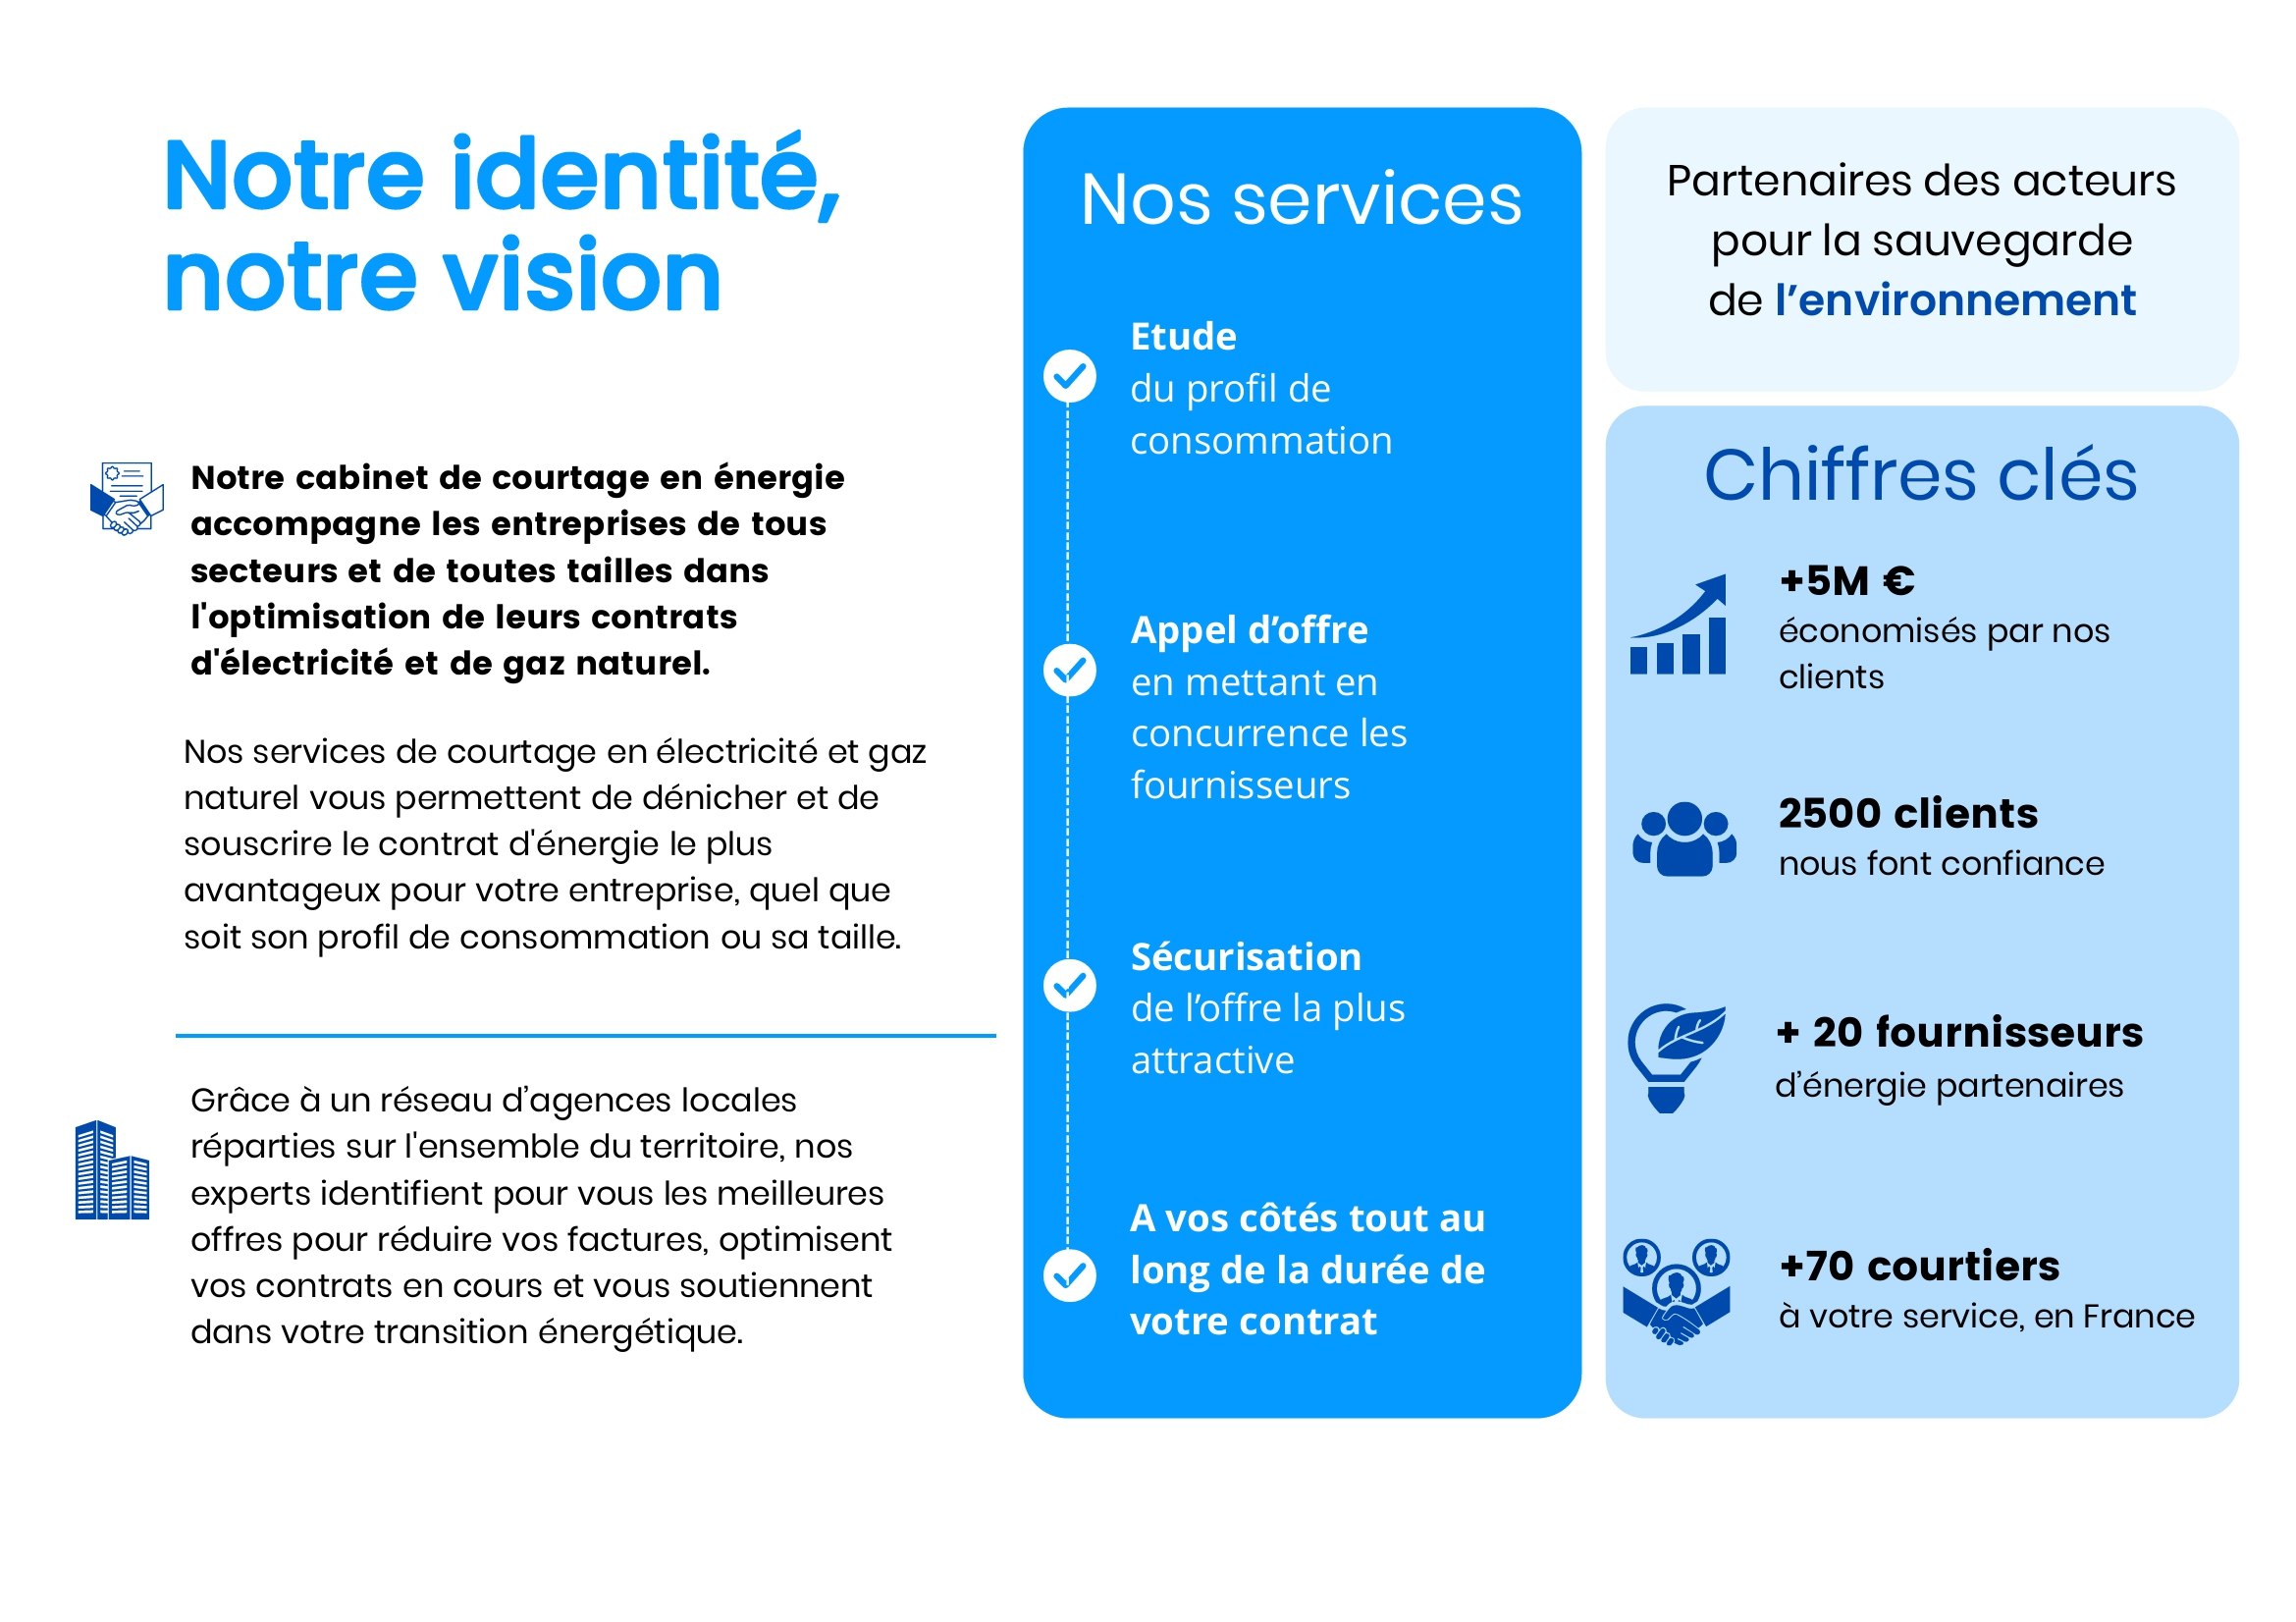 Notre identité,
notre vision
Notre cabinet de courtage en énergie
accompagne les entreprises de tous
secteurs et de toutes tailles dans
l'optimisation de leurs contrats
d'électricité et de gaz naturel.
Nos services de courtage en électricité et gaz
naturel vous permettent de dénicher et de
souscrire le contrat d'énergie le plus
avantageux pour votre entreprise, quel que
soit son profil de consommation ou sa taille.
Grâce à un réseau d’agences locales
réparties sur l'ensemble du territoire, nos
experts identifient pour vous les meilleures
offres pour réduire vos factures, optimisent
vos contrats en cours et vous soutiennent
dans votre transition énergétique.
Nos services
Etude
du profil de
consommation
Appel d’offre
en mettant en
concurrence les
fournisseurs
Sécurisation
de l’offre la plus
attractive
A vos côtés tout au
long de la durée de
votre contrat
Partenaires des acteurs
pour la sauvegarde
de l’environnement
Chiffres clés
+5M €
économisés par nos
clients
2500 clients
nous font confiance
+ 20 fournisseurs
d’énergie partenaires
+70 courtiers
à votre service, en France